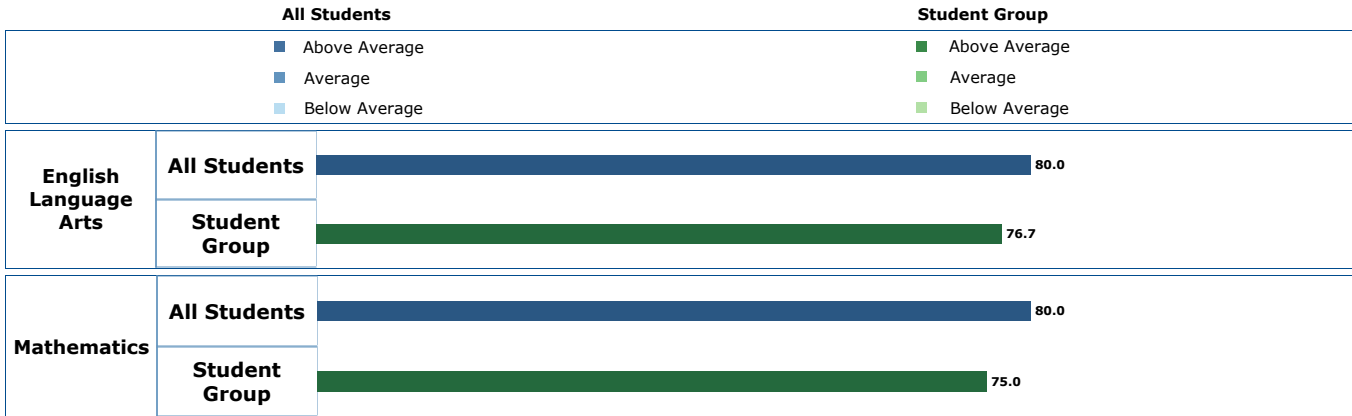 All Students
Student Group
Above Average
Above Average
Average
Average
Below Average
Below Average
English
Language
Arts
All Students
80.0
Student
Group
76.7
Mathematics
All Students
80.0
Student
Group
75.0